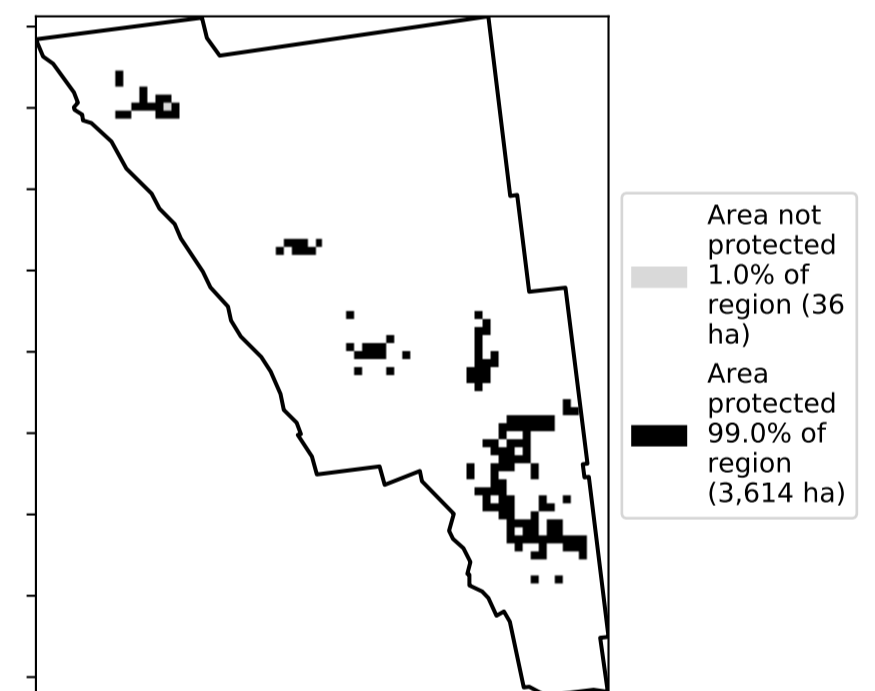 Area not
protected
1.0% of
region (36
ha)
Area
protected
99.0% of
region
(3,614 ha)